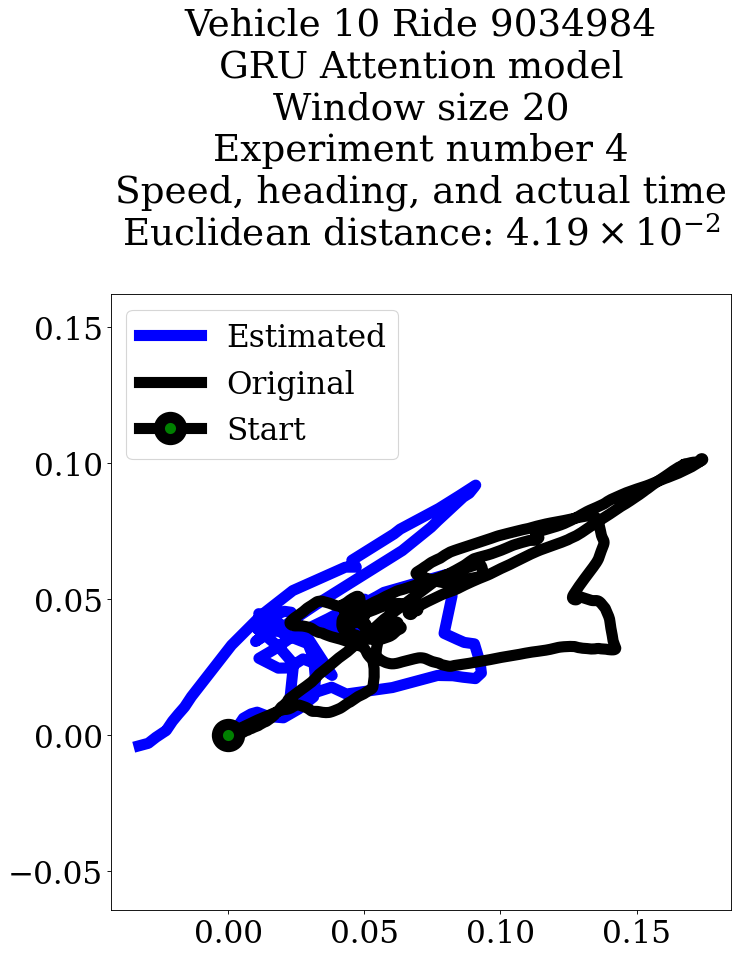 Vehicle 10 Ride 9034984
GRU Attention model
Window size 20
Experiment number 4
Speed, heading, and actual time
Euclidean distance: 4.19 × 10⁻²
Estimated
Original
Start
0.15
0.10
0.05
0.00
−0.05
0.00 0.05 0.10 0.15